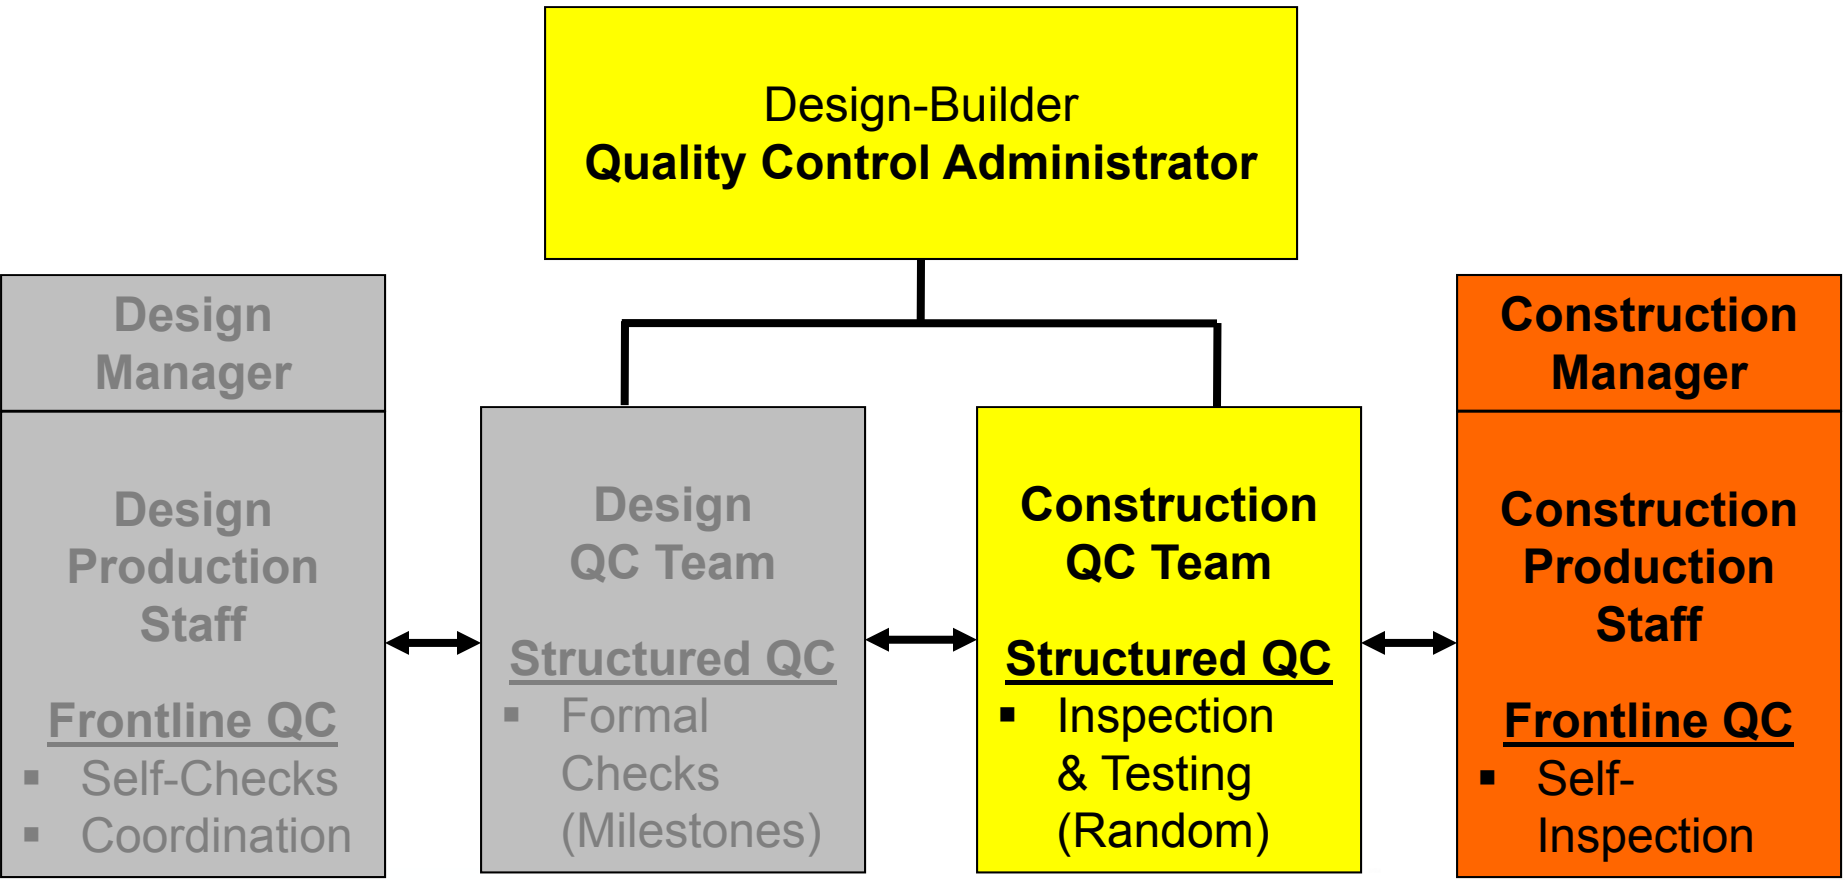 Design-Builder
Quality Control Administrator
Design
Manager
Design
Production
Staff
Frontline QC
▪ Self-Checks
▪ Coordination
Design
QC Team
Structured QC
▪ Formal
Checks
(Milestones)
Construction
QC Team
Structured QC
▪ Inspection
& Testing
(Random)
Construction
Manager
Construction
Production
Staff
Frontline QC
▪ Self-
Inspection